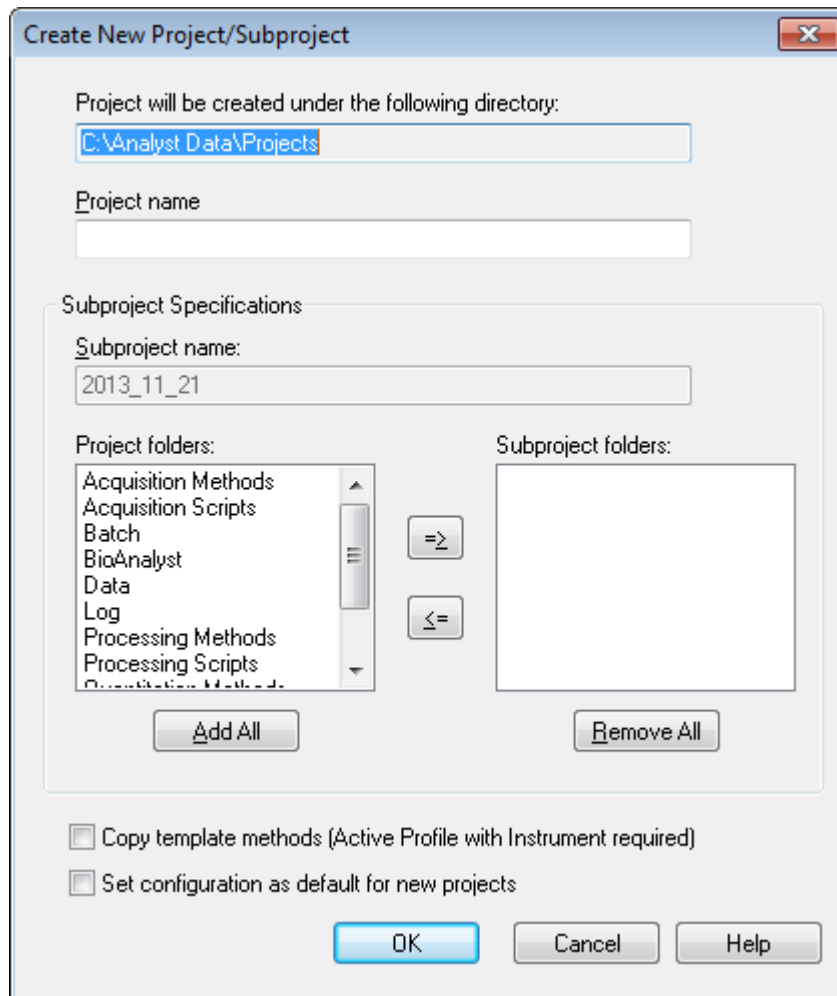 Create New Project/Subproject
Project will be created under the following directory:
C:\Analyst Data\Projects
Project name
Subproject Specifications
Subproject name:
2013_11_21
Project folders:
Subproject folders:
Acquisition Methods
Acquisition Scripts
Batch
BioAnalyst
Data
Log
Processing Methods
Processing Scripts
Quantitation Methods
=>
<=
Add All
Remove All
Copy template methods (Active Profile with Instrument required)
Set configuration as default for new projects
OK
Cancel
Help